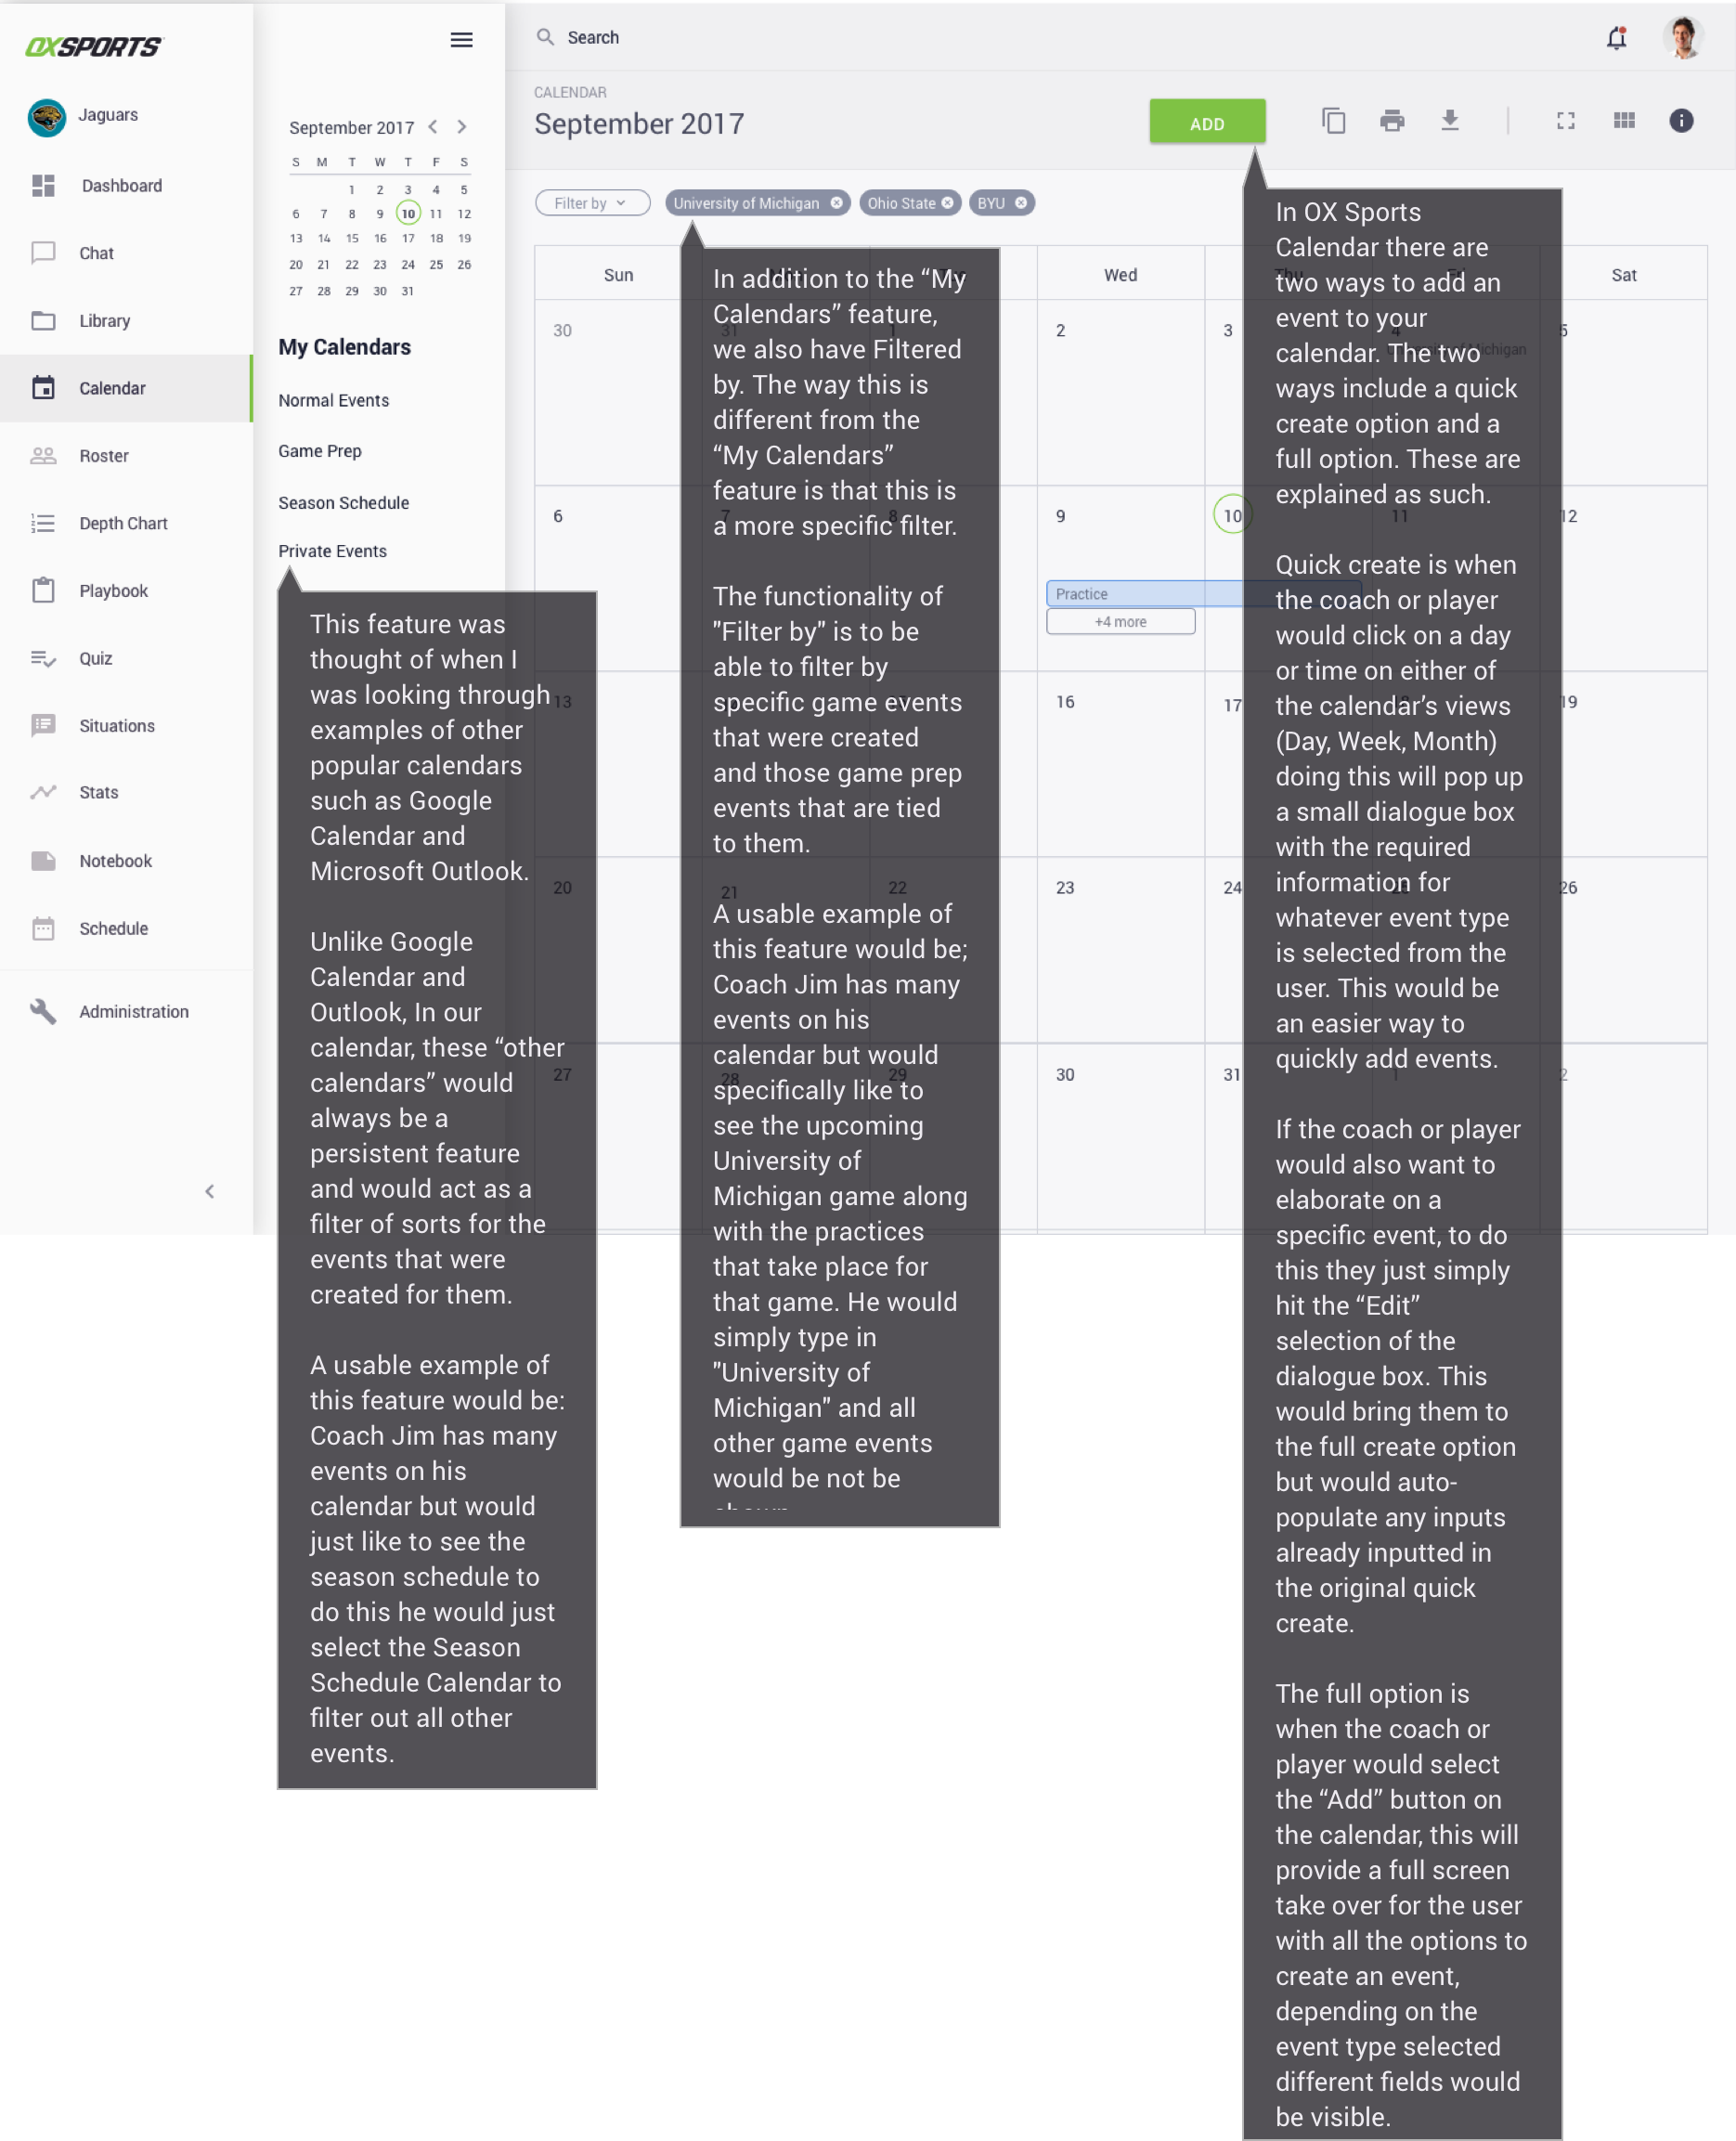 OXSPORTS
Jaguars
Dashboard
Chat
Library
Calendar
Roster
Depth Chart
Playbook
Quiz
Situations
Stats
Notebook
Schedule
Administration
September 2017
S M T W T F S
1 2 3 4 5
6 7 8 9 10 11 12
13 14 15 16 17 18 19
20 21 22 23 24 25 26
27 28 29 30 31
My Calendars
Normal Events
Game Prep
Season Schedule
Private Events
This feature was
thought of when I
was looking through
examples of other
popular calendars
such as Google
Calendar and
Microsoft Outlook.
Unlike Google
Calendar and
Outlook, In our
calendar, these “other
calendars” would
always be a
persistent feature
and would act as a
filter of sorts for the
events that were
created for them.
A usable example of
this feature would be:
Coach Jim has many
events on his
calendar but would
just like to see the
season schedule to
do this he would just
select the Season
Schedule Calendar to
filter out all other
events.
Search
CALENDAR
September 2017
ADD
Filter by
University of Michigan
Ohio State
BYU
Sun Wed Thu Fri Sat
30 31 1 2 3 4 5
University of Michigan
6 7 8 9 10 11 12
Practice
+4 more
13 16 17 18 19
20 21 22 23 24 25 26
27 28 29 30 31 1 2
In addition to the “My
Calendars” feature,
we also have Filtered
by. The way this is
different from the
“My Calendars”
feature is that this is
a more specific filter.
The functionality of
"Filter by" is to be
able to filter by
specific game events
that were created
and those game prep
events that are tied
to them.
A usable example of
this feature would be;
Coach Jim has many
events on his
calendar but would
specifically like to
see the upcoming
University of
Michigan game along
with the practices
that take place for
that game. He would
simply type in
"University of
Michigan" and all
other game events
would be not be
In OX Sports
Calendar there are
two ways to add an
event to your
calendar. The two
ways include a quick
create option and a
full option. These are
explained as such.
Quick create is when
the coach or player
would click on a day
or time on either of
the calendar’s views
(Day, Week, Month)
doing this will pop up
a small dialogue box
with the required
information for
whatever event type
is selected from the
user. This would be
an easier way to
quickly add events.
If the coach or player
would also want to
elaborate on a
specific event, to do
this they just simply
hit the “Edit”
selection of the
dialogue box. This
would bring them to
the full create option
but would auto-
populate any inputs
already inputted in
the original quick
create.
The full option is
when the coach or
player would select
the “Add” button on
the calendar, this will
provide a full screen
take over for the user
with all the options to
create an event,
depending on the
event type selected
different fields would
be visible.